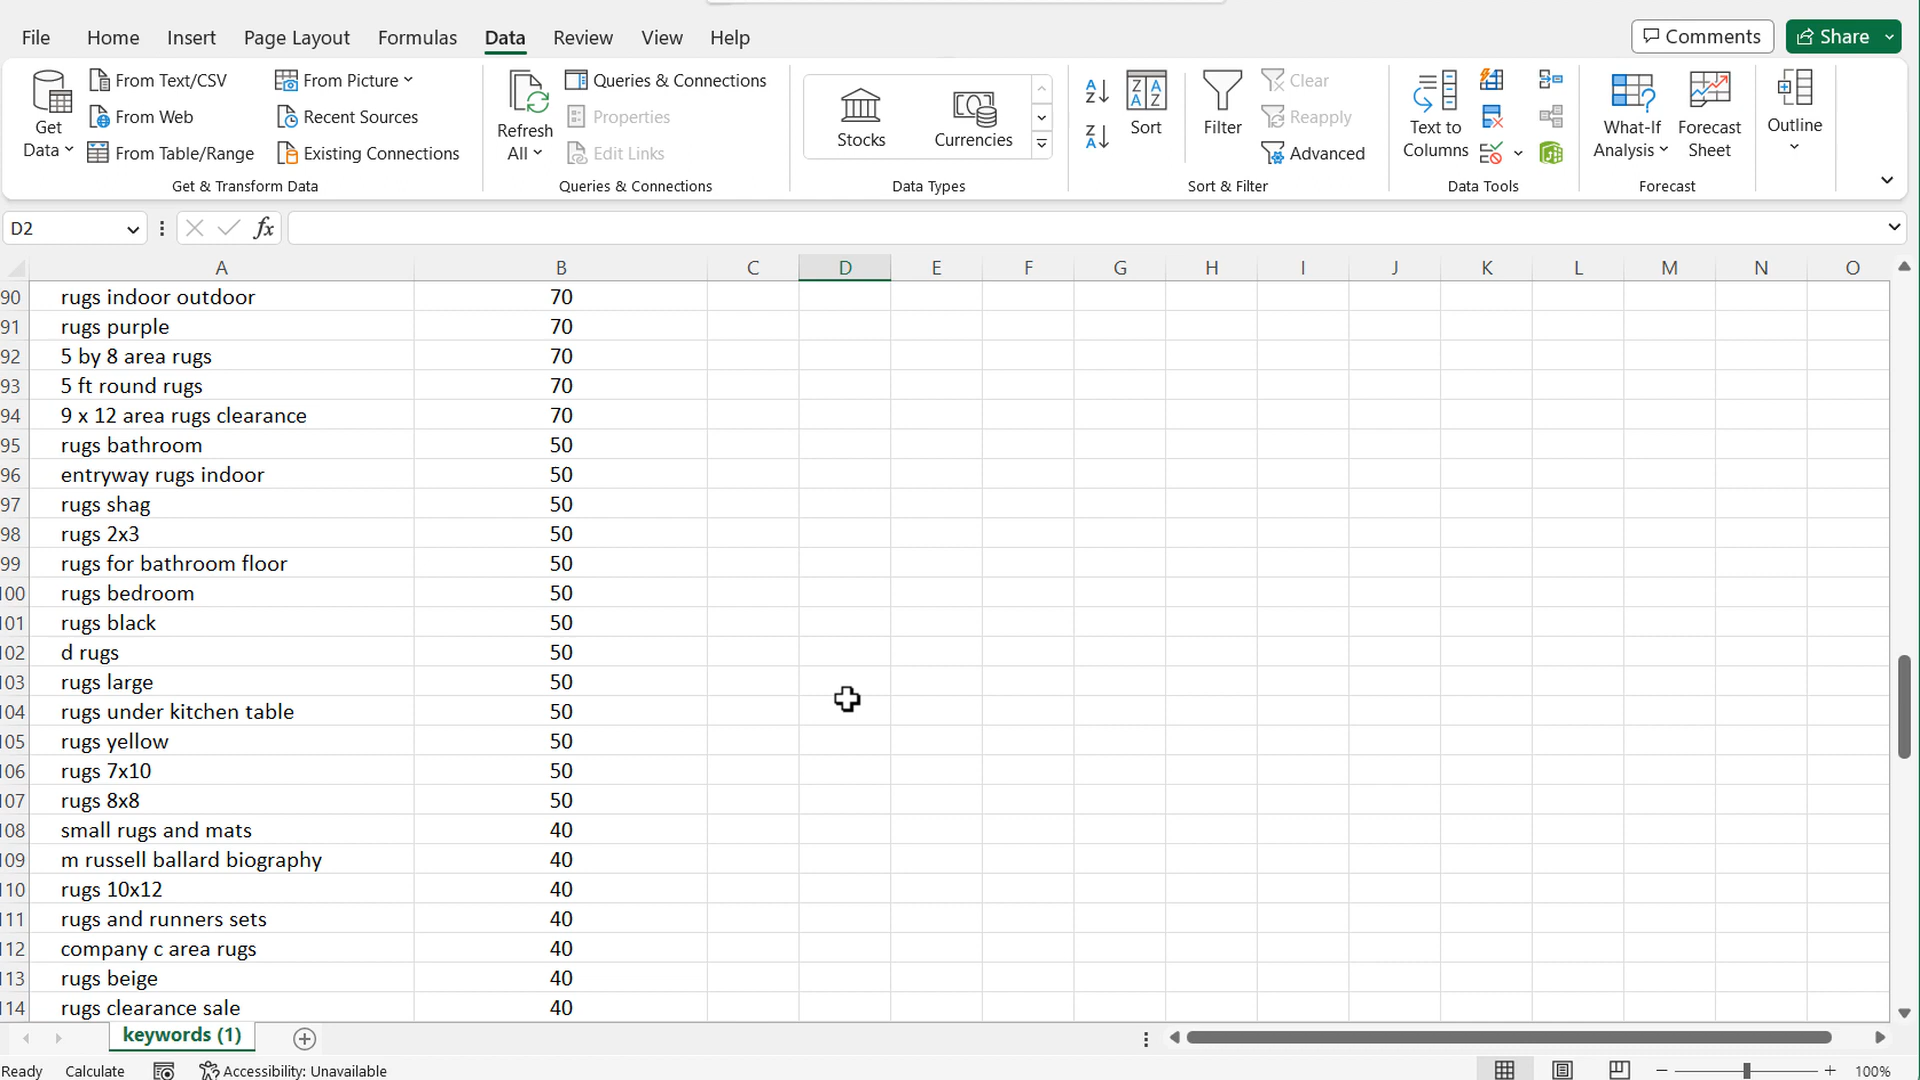 File Home Insert Page Layout Formulas Data Review View Help Comments Share
Get Data From Text/CSV From Web From Table/Range From Picture Recent Sources Existing Connections
Get & Transform Data
Refresh All Queries & Connections Properties Edit Links
Queries & Connections
Stocks Currencies
Data Types
Sort Filter Clear Reapply Advanced
Sort & Filter
Text to Columns
Data Tools
What-If Analysis Forecast Sheet
Forecast
Outline
D2 fx
A B C D E F G H I J K L M N O
90 rugs indoor outdoor 70
91 rugs purple 70
92 5 by 8 area rugs 70
93 5 ft round rugs 70
94 9 x 12 area rugs clearance 70
95 rugs bathroom 50
96 entryway rugs indoor 50
97 rugs shag 50
98 rugs 2x3 50
99 rugs for bathroom floor 50
100 rugs bedroom 50
101 rugs black 50
102 d rugs 50
103 rugs large 50
104 rugs under kitchen table 50
105 rugs yellow 50
106 rugs 7x10 50
107 rugs 8x8 50
108 small rugs and mats 40
109 m russell ballard biography 40
110 rugs 10x12 40
111 rugs and runners sets 40
112 company c area rugs 40
113 rugs beige 40
114 rugs clearance sale 40
keywords (1)
Ready Calculate Accessibility: Unavailable 100%